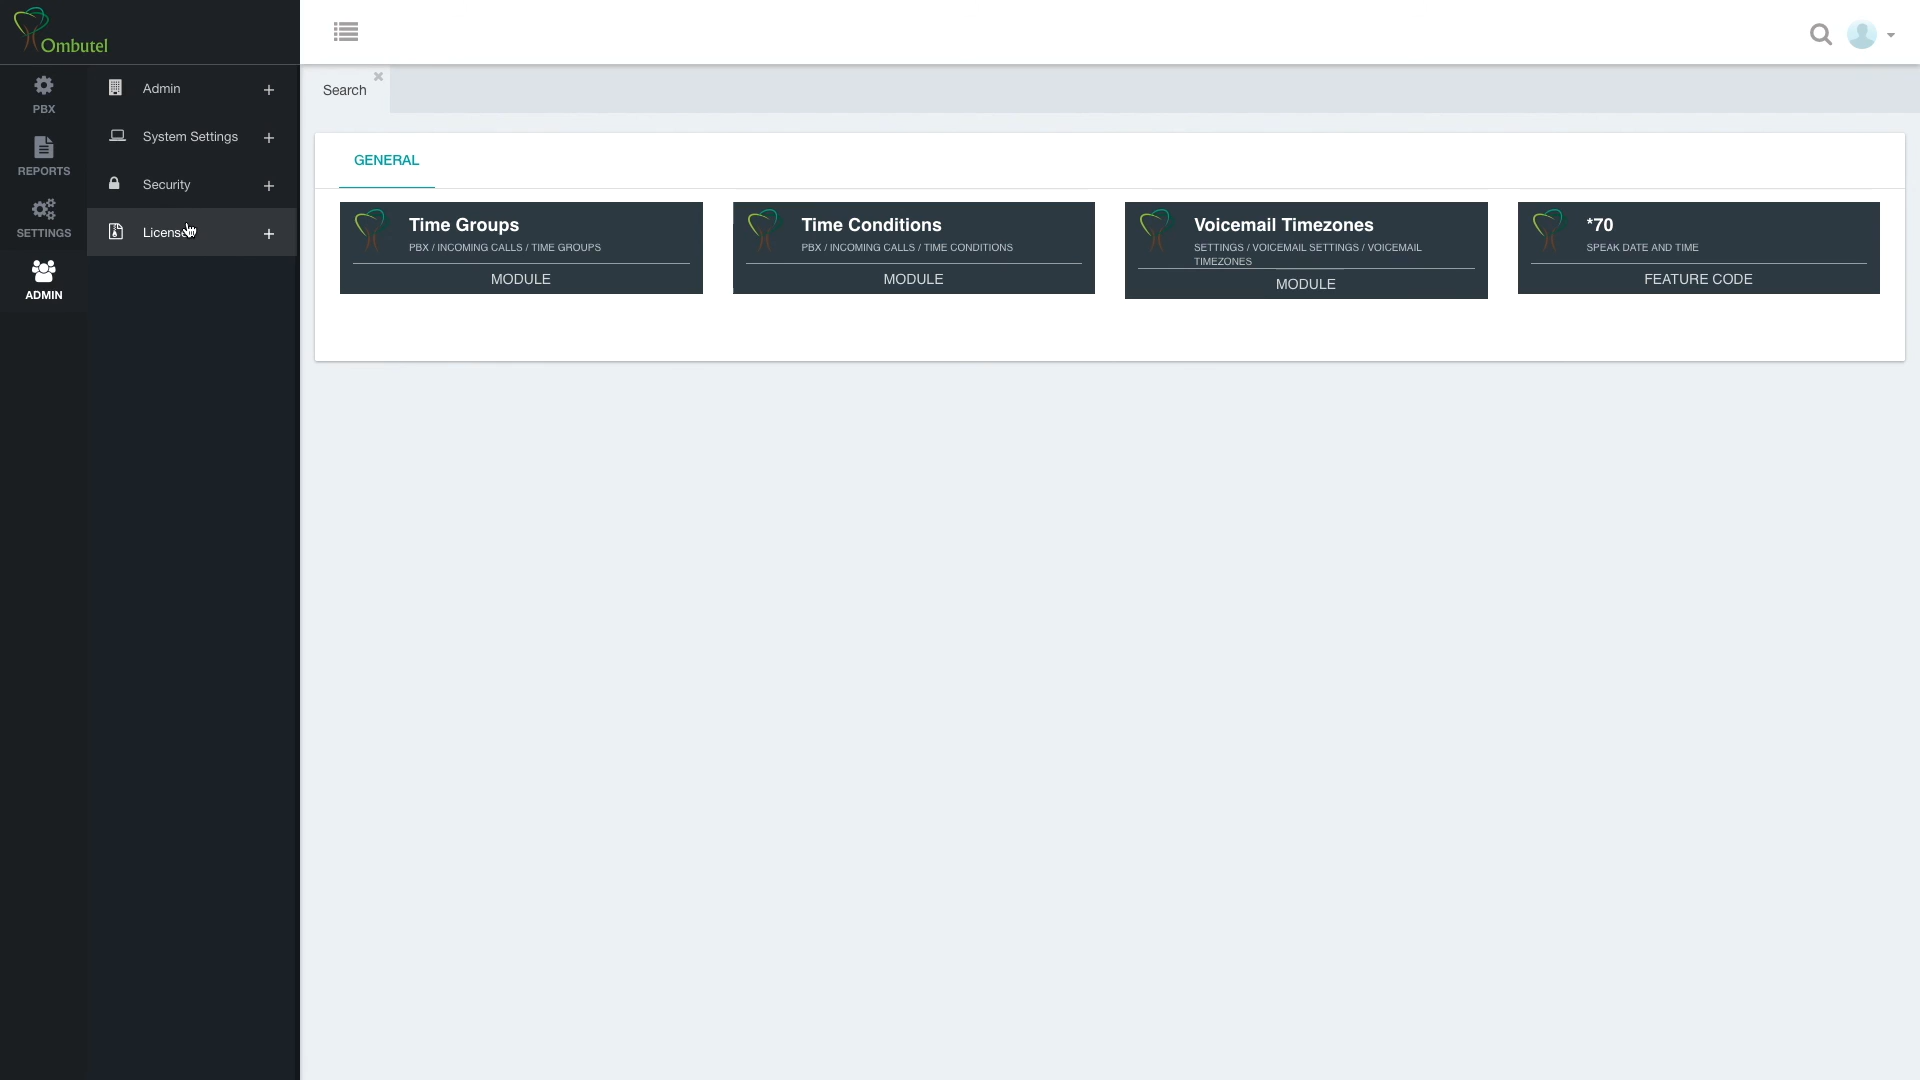 Ombutel
PBX
REPORTS
SETTINGS
ADMIN
Admin
System Settings
Security
Search
GENERAL
Time Groups
PBX / INCOMING CALLS / TIME GROUPS
MODULE
Time Conditions
PBX / INCOMING CALLS / TIME CONDITIONS
MODULE
Voicemail Timezones
SETTINGS / VOICEMAIL SETTINGS / VOICEMAIL
TIMEZONES
MODULE
*70
SPEAK DATE AND TIME
FEATURE CODE